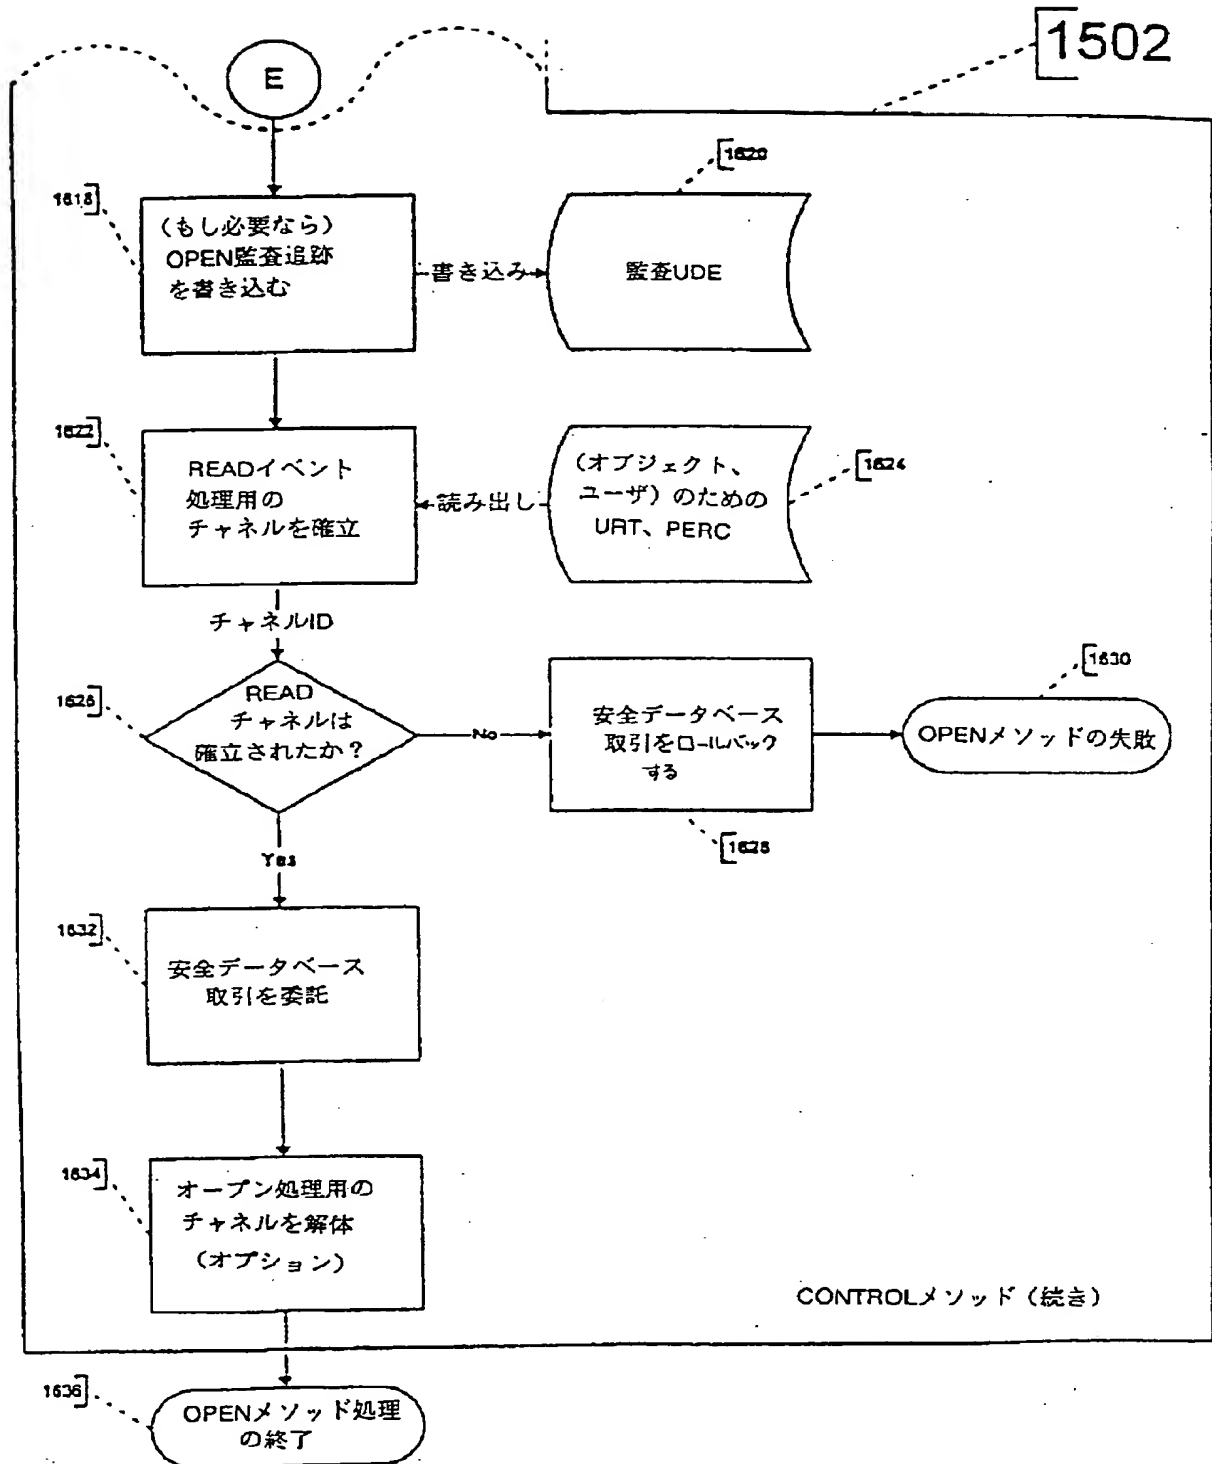 1502
E
1618
(もし必要なら)
OPEN監査追跡
を書き込む
書き込み
1620
監査UDE
1622
READイベント
処理用の
チャネルを確立
読み出し
(オブジェクト、
ユーザ)のための
URT、PERC
1624
チャネルID
1626
READ
チャネルは
確立されたか?
No
安全データベース
取引をロールバック
する
1628
1630
OPENメソッドの失敗
Yes
1632
安全データベース
取引を委託
1634
オープン処理用の
チャネルを解体
(オプション)
CONTROLメソッド(続き)
1636
OPENメソッド処理
の終了